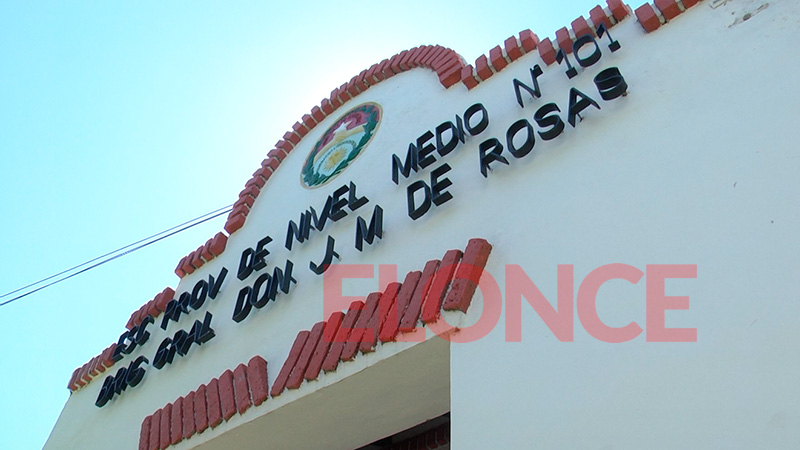 ESC PROV DE NIVEL MEDIO Nº 101
BRIG GRAL DON J M DE ROSAS
ELONCE